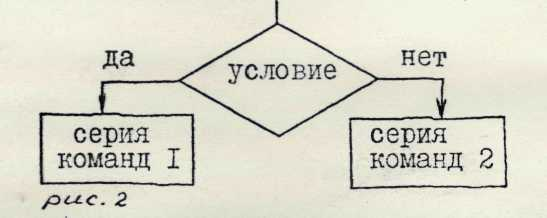 да
условие
нет
серия
команд I
серия
команд 2
рис. 2